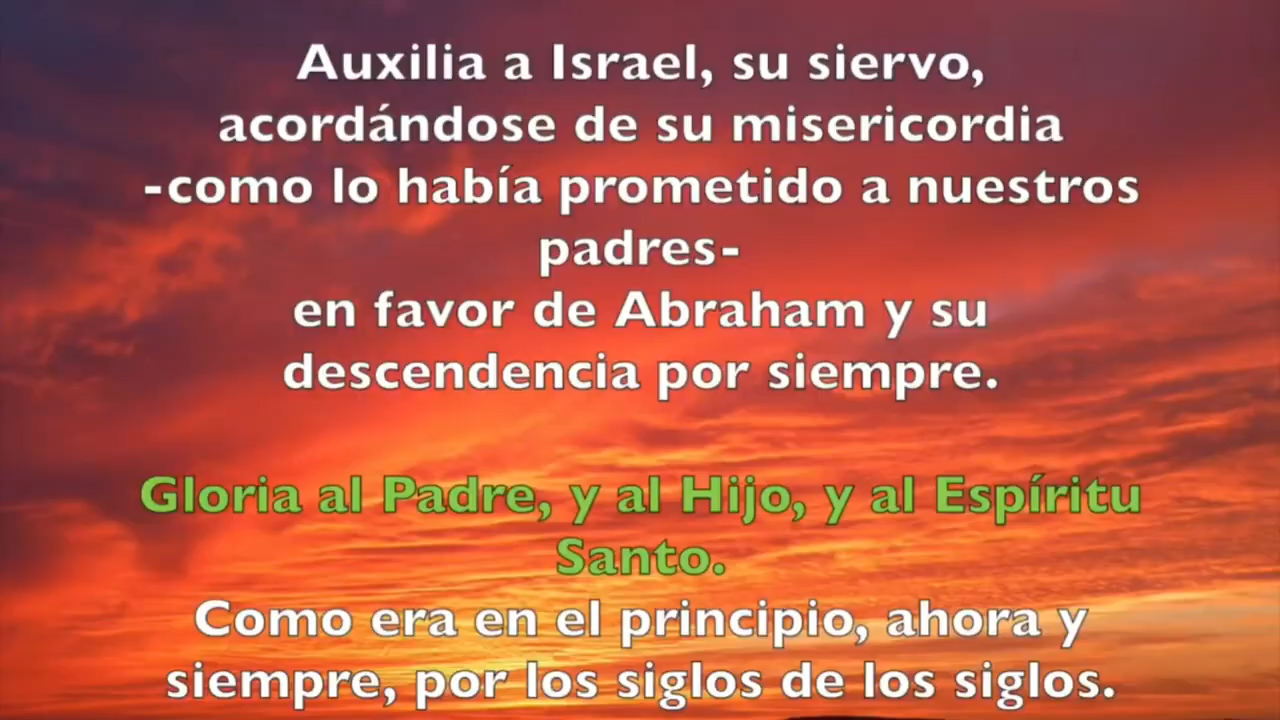 Auxilia a Israel, su siervo,
acordándose de su misericordia
-como lo había prometido a nuestros
padres-
en favor de Abraham y su
descendencia por siempre.
Gloria al Padre, y al Hijo, y al Espíritu
Santo.
Como era en el principio, ahora y
siempre, por los siglos de los siglos.